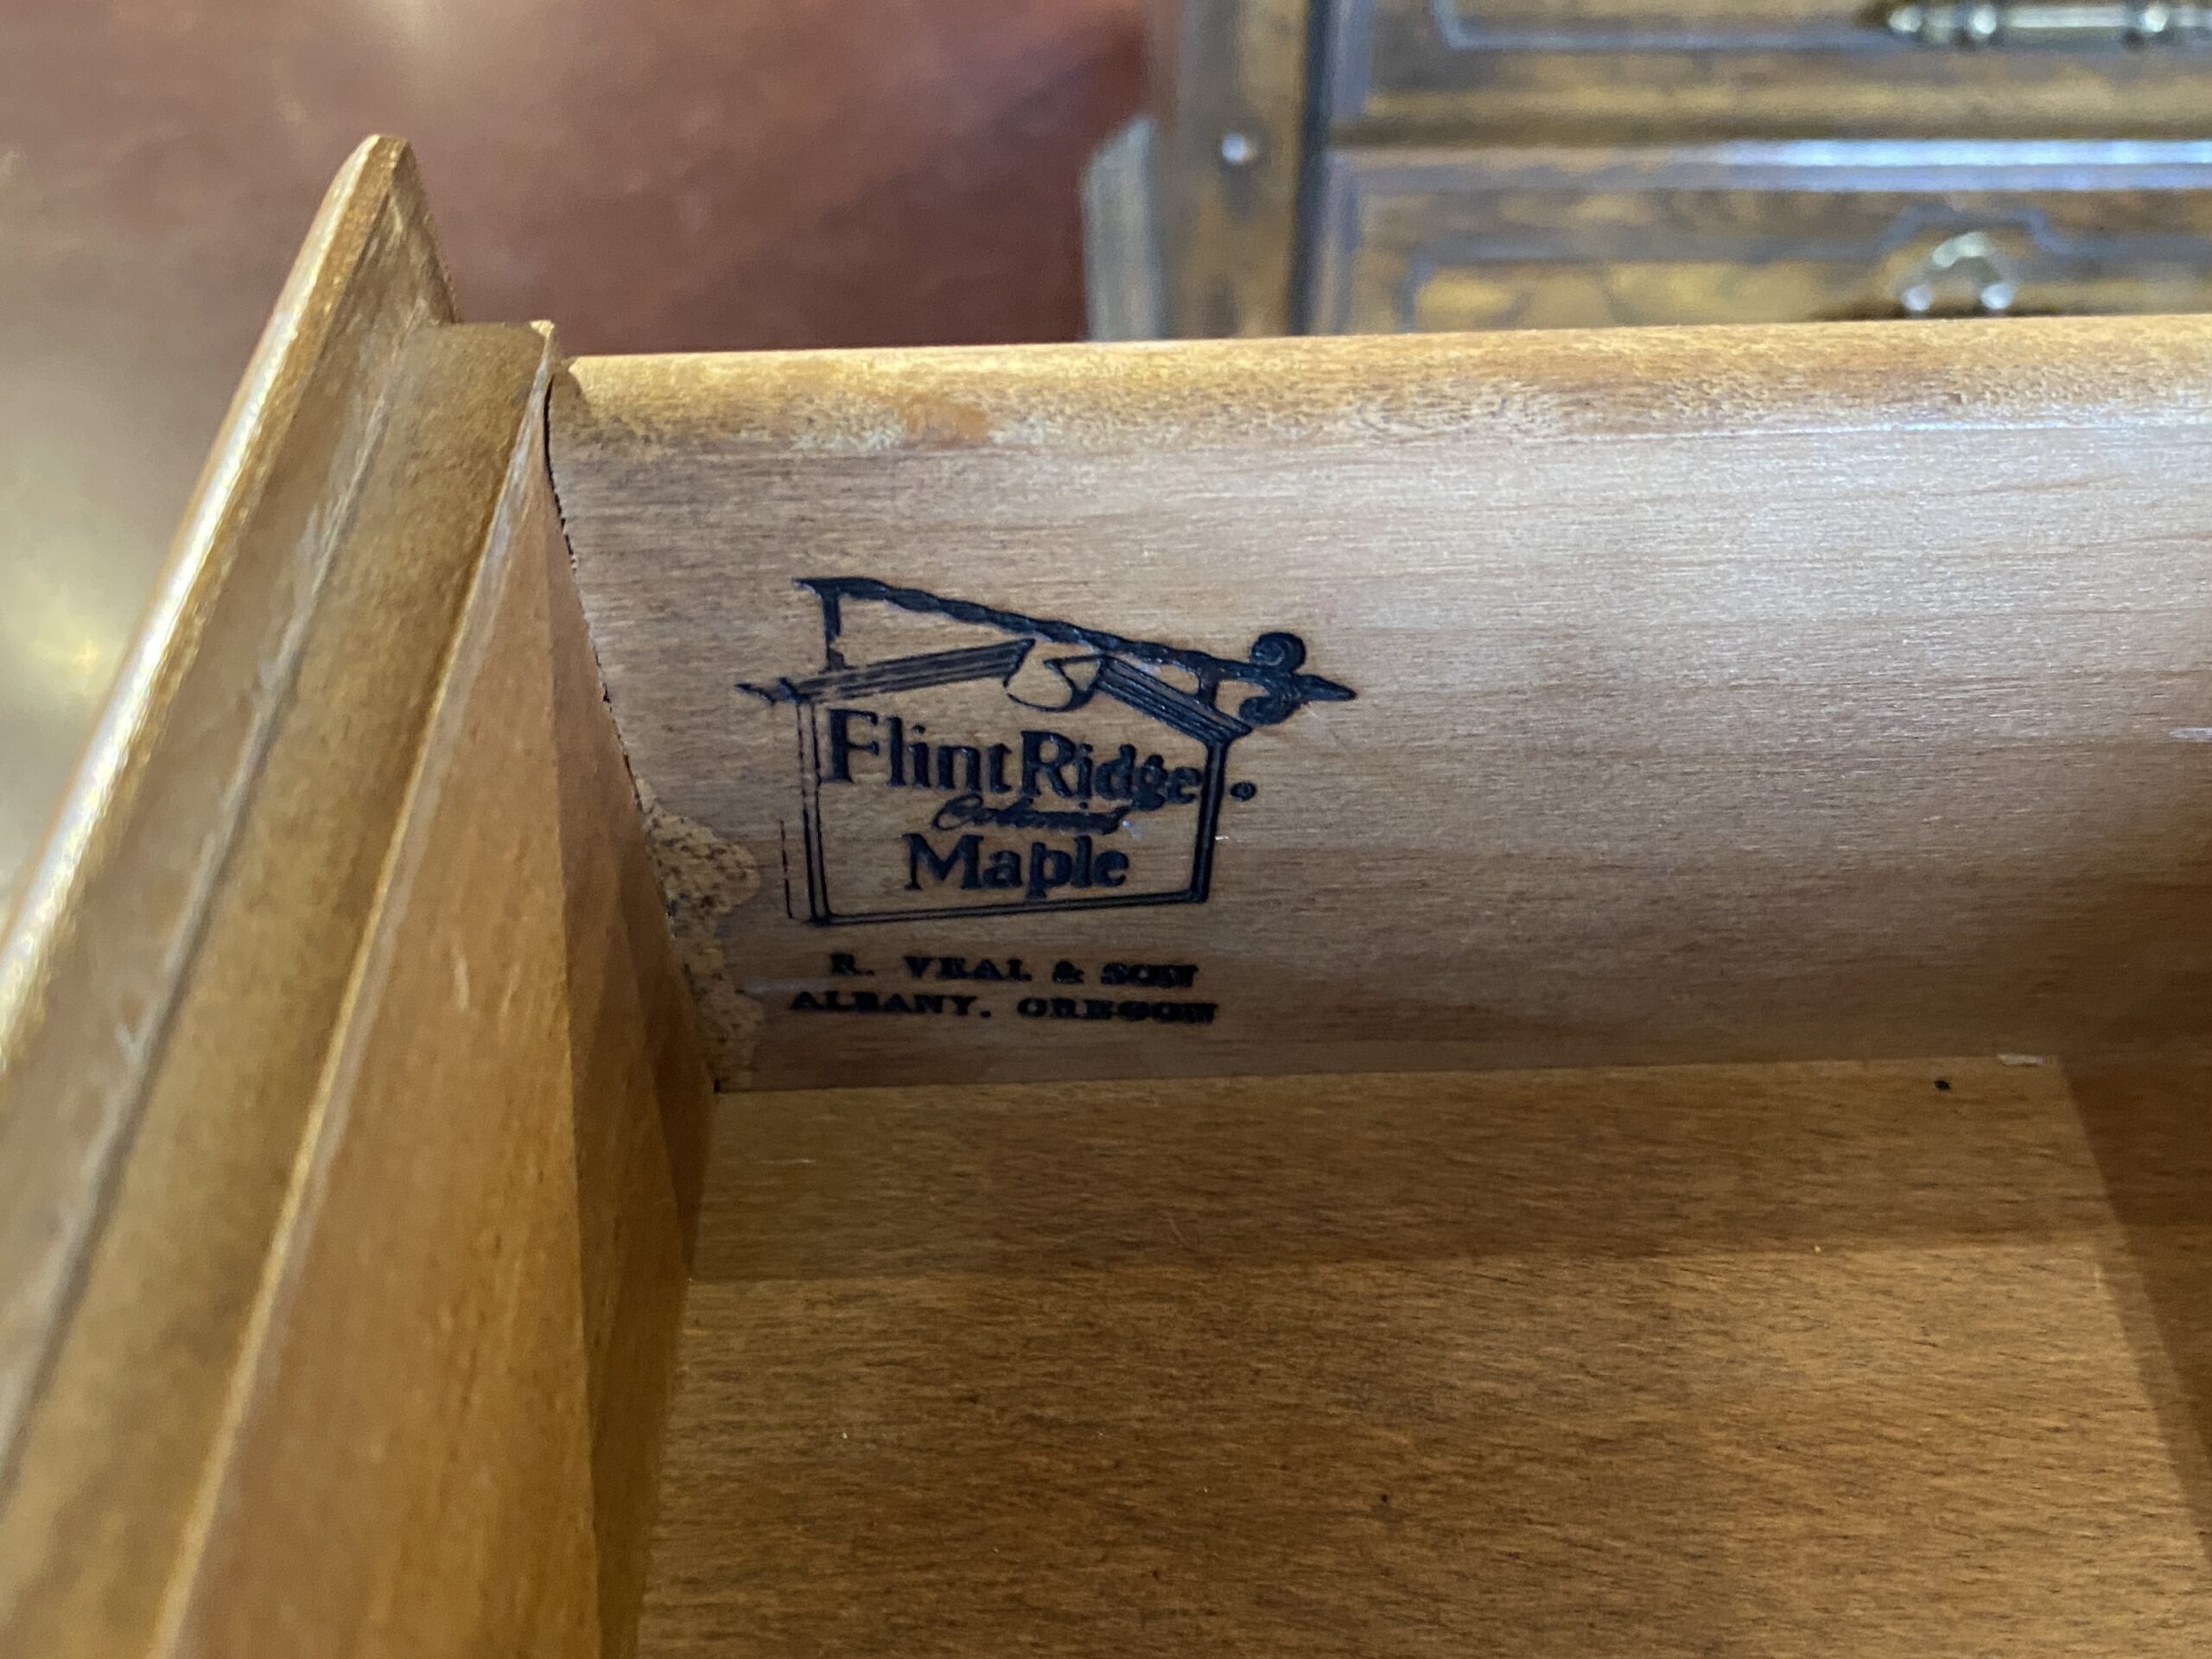 Flint Ridge
Colonial
Maple
R. VEAL & SON
ALBANY, OREGON